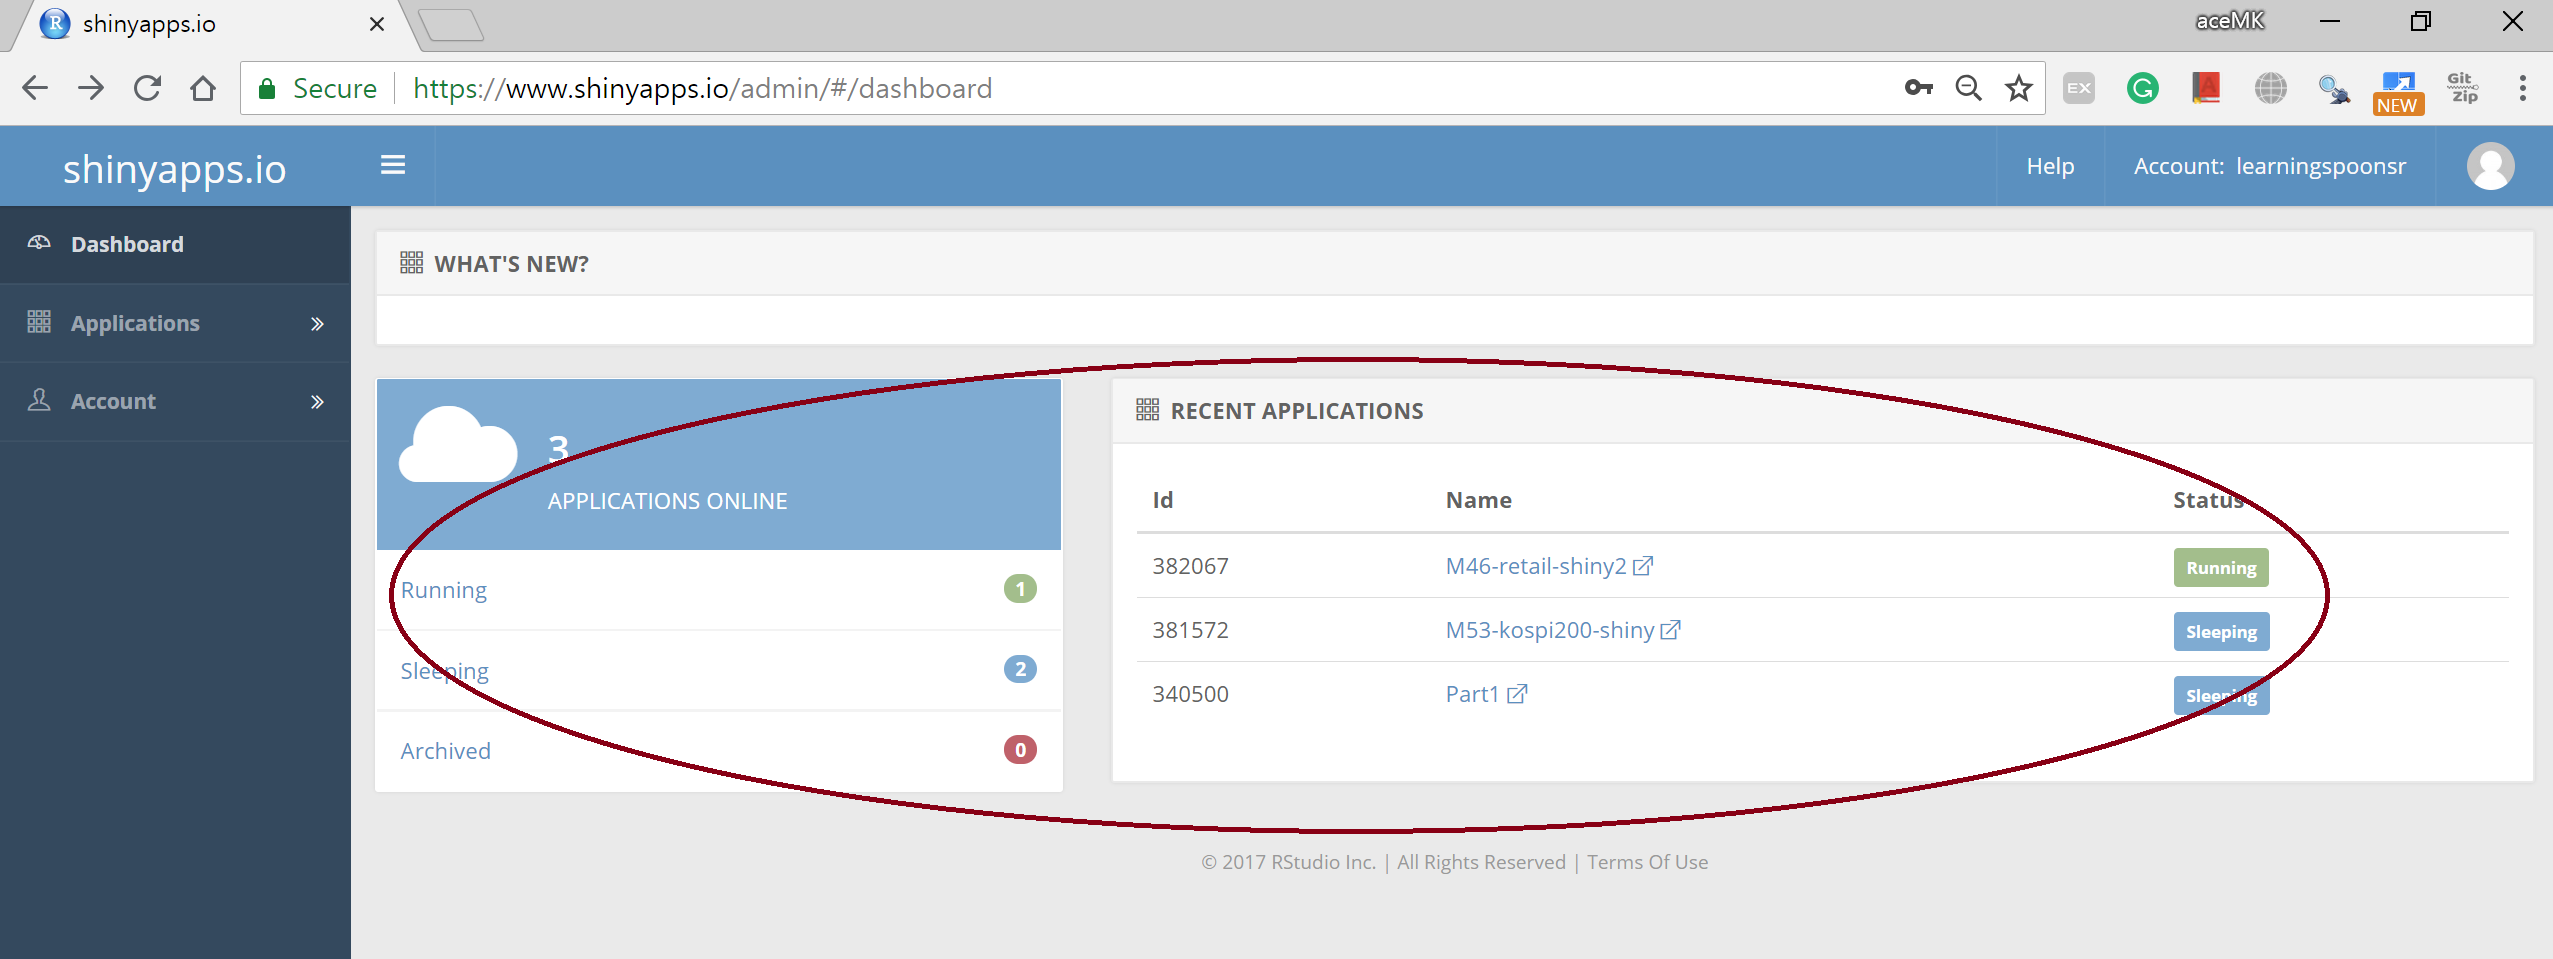 shinyapps.io
aceMK
Secure https://www.shinyapps.io/admin/#/dashboard
EX
G
A
NEW
Git
Zip
shinyapps.io
Help
Account: learningspoonsr
Dashboard
Applications
Account
WHAT'S NEW?
3
APPLICATIONS ONLINE
Running 1
Sleeping 2
Archived 0
RECENT APPLICATIONS
Id Name Status
382067 M46-retail-shiny2 Running
381572 M53-kospi200-shiny Sleeping
340500 Part1 Sleeping
© 2017 RStudio Inc. | All Rights Reserved | Terms Of Use